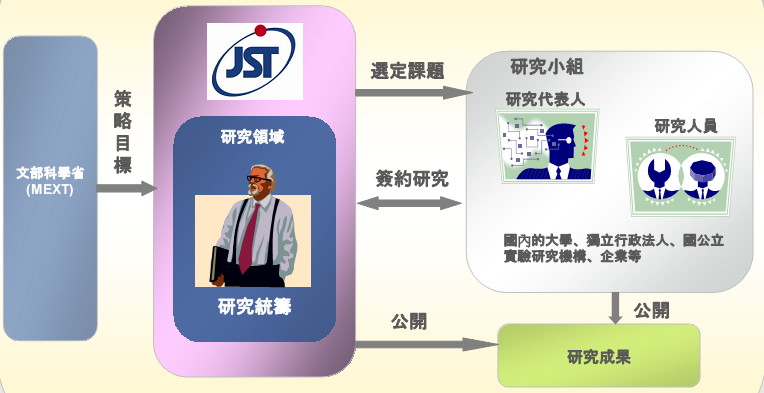 文部科學省
(MEXT)
策略目標
JST
研究領域
研究統籌
選定課題
簽約研究
公開
研究小組
研究代表人
研究人員
國內的大學、獨立行政法人、國公立
實驗研究機構、企業等
公開
研究成果